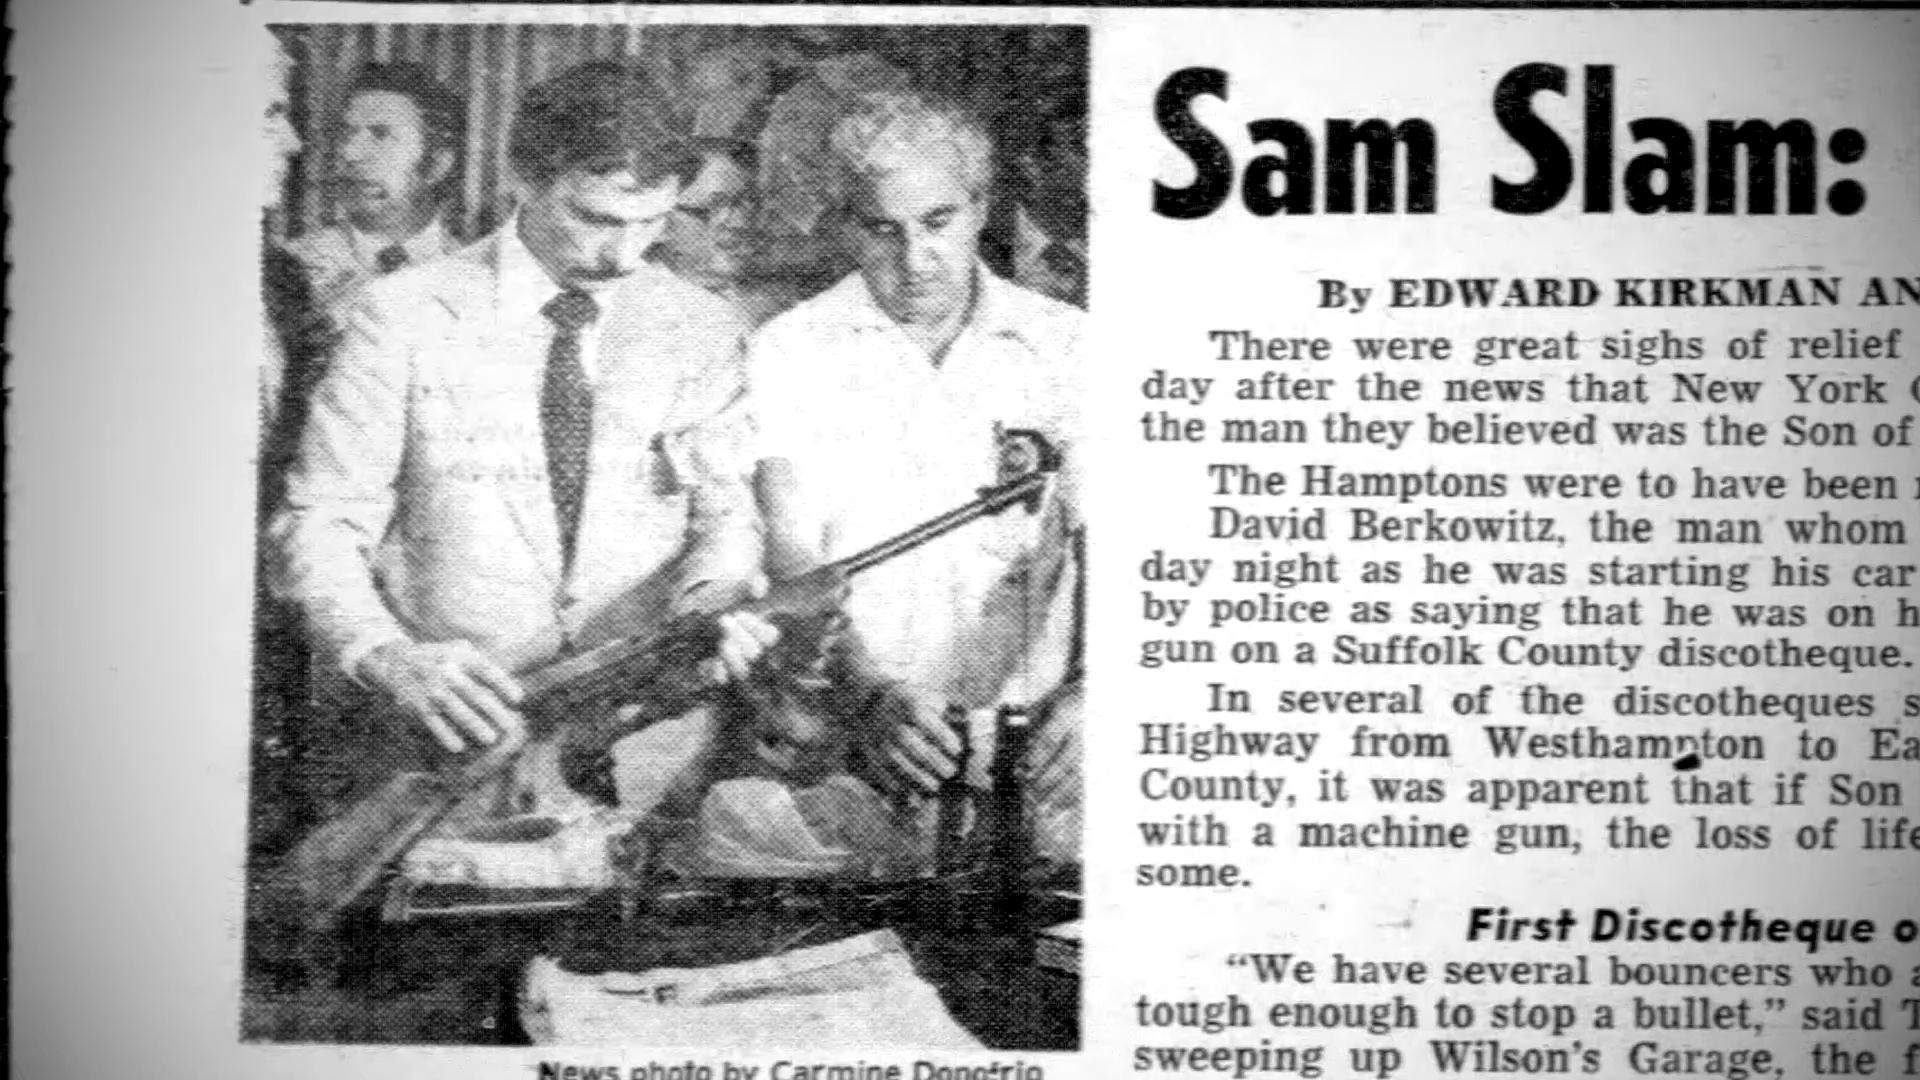 Sam Slam:
By EDWARD KIRKMAN AN
There were great sighs of relief
day after the news that New York
the man they believed was the Son of
The Hamptons were to have been
David Berkowitz, the man whom
day night as he was starting his car
by police as saying that he was on h
gun on a Suffolk County discotheque.
In several of the discotheques s
Highway from Westhampton to Ea
County, it was apparent that if Son
with a machine gun, the loss of life
some.
First Discotheque o
“We have several bouncers who a
tough enough to stop a bullet,” said T
sweeping up Wilson’s Garage, the f
News photo by Carmine Donofrio